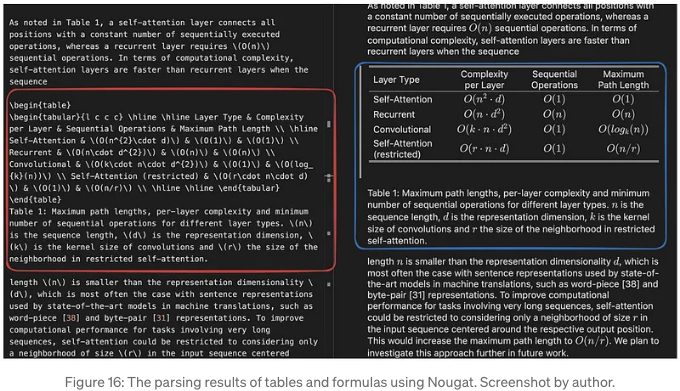 As noted in Table 1, a self-attention layer connects all
positions with a constant number of sequentially executed
operations, whereas a recurrent layer requires \(O(n)\)
sequential operations. In terms of computational complexity,
self-attention layers are faster than recurrent layers when the
sequence
\begin{table}
\begin{tabular}{l c c c} \hline \hline Layer Type & Complexity
per Layer & Sequential Operations & Maximum Path Length \\ \hline
Self-Attention & \(O(n^{2}\cdot d)\) & \(O(1)\) & \(O(1)\) \\
Recurrent & \(O(n\cdot d^{2})\) & \(O(n)\) & \(O(n)\) \\
Convolutional & \(O(k\cdot n\cdot d^{2})\) & \(O(1)\) & \(O(log_
{k}(n))\) \\ Self-Attention (restricted) & \(O(r\cdot n\cdot d)
\) & \(O(1)\) & \(O(n/r)\) \\ \hline \hline \end{tabular}
\end{table}
Table 1: Maximum path lengths, per-layer complexity and minimum
number of sequential operations for different layer types. \(n\)
is the sequence length, \(d\) is the representation dimension, \
(k\) is the kernel size of convolutions and \(r\) the size of the
neighborhood in restricted self-attention.
length \(n\) is smaller than the representation dimensionality \
(d\), which is most often the case with sentence representations
used by state-of-the-art models in machine translations, such as
word-piece [38] and byte-pair [31] representations. To improve
computational performance for tasks involving very long
sequences, self-attention could be restricted to considering only
a neighborhood of size \(r\) in the input sequence centered
As noted in Table 1, a self-attention layer connects all positions with
a constant number of sequentially executed operations, whereas a
recurrent layer requires O(n) sequential operations. In terms of
computational complexity, self-attention layers are faster than
recurrent layers when the sequence
Layer Type Complexity per Layer Sequential Operations Maximum Path Length
Self-Attention O(n² · d) O(1) O(1)
Recurrent O(n · d²) O(n) O(n)
Convolutional O(k · n · d²) O(1) O(logₖ(n))
Self-Attention (restricted) O(r · n · d) O(1) O(n/r)
Table 1: Maximum path lengths, per-layer complexity and minimum
number of sequential operations for different layer types. n is the
sequence length, d is the representation dimension, k is the kernel
size of convolutions and r the size of the neighborhood in restricted
self-attention.
length n is smaller than the representation dimensionality d, which is
most often the case with sentence representations used by state-of-
the-art models in machine translations, such as word-piece [38] and
byte-pair [31] representations. To improve computational performance
for tasks involving very long sequences, self-attention
could be restricted to considering only a neighborhood of size r in
the input sequence centered around the respective output position.
This would increase the maximum path length to O(n/r). We plan to
investigate this approach further in future work.
Figure 16: The parsing results of tables and formulas using Nougat. Screenshot by author.